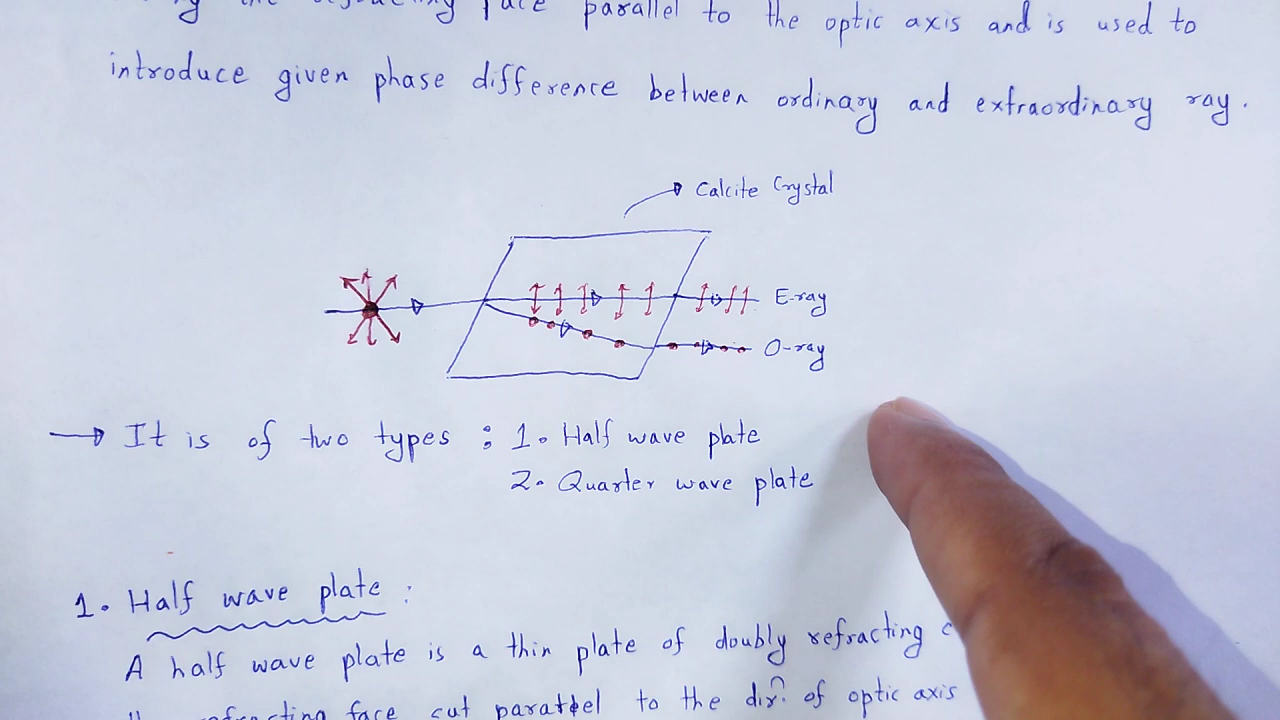 the face parallel to the optic axis and is used to
introduce given phase difference between ordinary and extraordinary ray.
Calcite Crystal
E-ray
O-ray
It is of two types : 1. Half wave plate
2. Quarter wave plate
1. Half wave plate :
A half wave plate is a thin plate of doubly refracting
refracting face cut parallel to the dirn. of optic axis